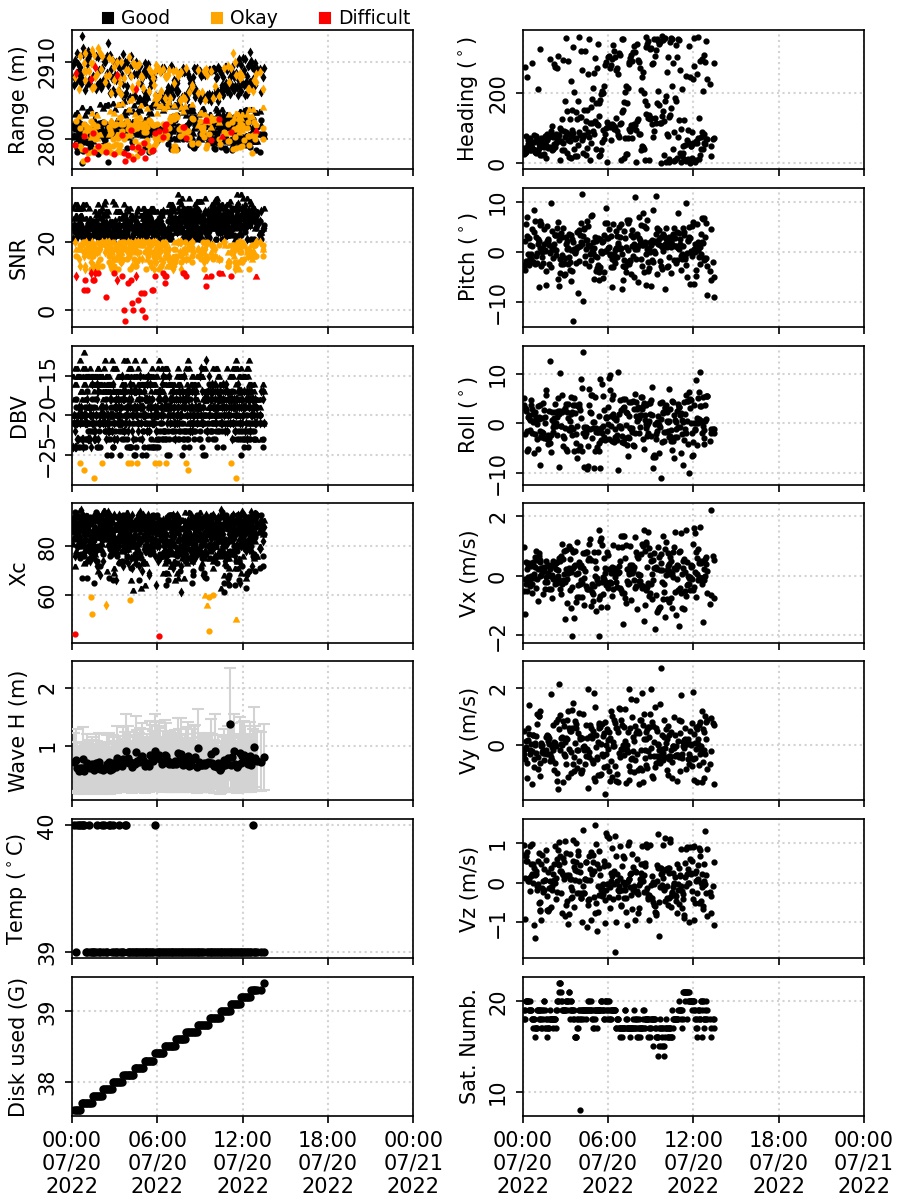 Good Okay Difficult
Range (m)
2910
2800
Heading (°)
200
0
SNR
20
0
Pitch (°)
10
0
−10
DBV
−15
−20
−25
Roll (°)
10
0
−10
Xc
80
60
Vx (m/s)
2
0
−2
Wave H (m)
2
1
Vy (m/s)
2
0
Temp (°C)
40
39
Vz (m/s)
1
0
−1
Disk used (G)
39
38
Sat. Numb.
20
10
00:00 06:00 12:00 18:00 00:00
07/20 07/20 07/20 07/20 07/21
2022 2022 2022 2022 2022
00:00 06:00 12:00 18:00 00:00
07/20 07/20 07/20 07/20 07/21
2022 2022 2022 2022 2022